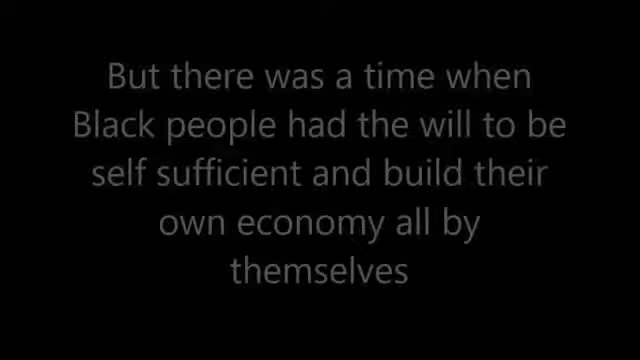 But there was a time when
Black people had the will to be
self sufficient and build their
own economy all by
themselves